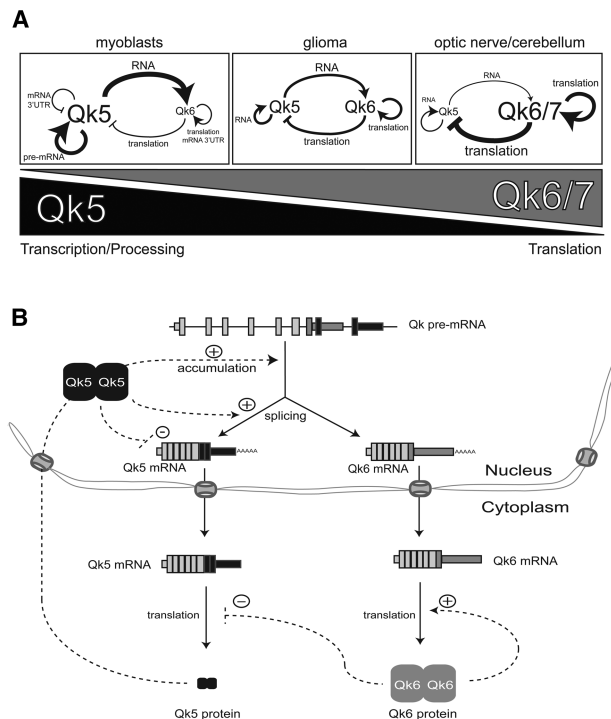 A
myoblasts
glioma
optic nerve/cerebellum
RNA
mRNA
3'UTR
Qk5
Qk6
pre-mRNA
translation
translation
mRNA 3'UTR
RNA
RNA
Qk5
Qk6
translation
translation
RNA
RNA
Qk5
Qk6/7
translation
translation
Qk5
Qk6/7
Transcription/Processing
Translation
B
Qk pre-mRNA
+
accumulation
Qk5 Qk5
+
splicing
-
AAAAA
AAAAA
Qk5 mRNA
Qk6 mRNA
Nucleus
Cytoplasm
Qk5 mRNA
Qk6 mRNA
translation
-
translation
+
Qk6 Qk6
Qk5 protein
Qk6 protein